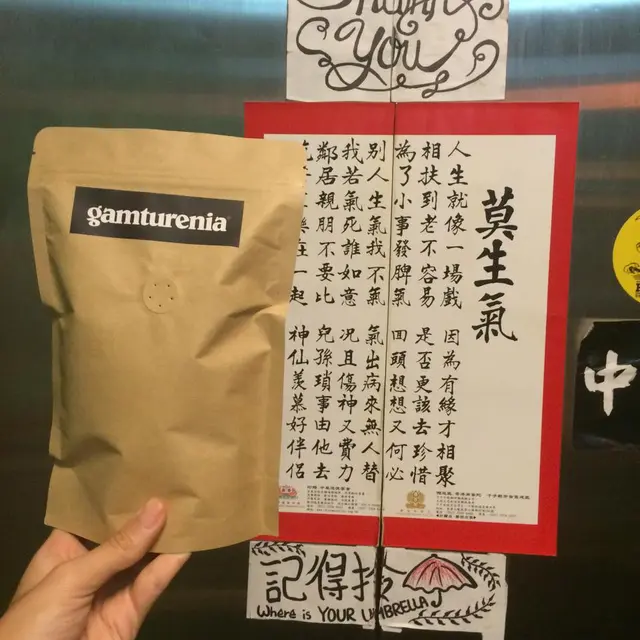 You
gamturenia
莫生氣
人生就像一場戲 因為有緣才相聚
相扶到老不容易 是否更該去珍惜
為了小事發脾氣 回頭想想又何必
別人生氣我不氣 氣出病來無人替
我若氣死誰如意 況且傷神又費力
鄰居親朋不要比 兒孫瑣事由他去
樂在一起 神仙羨慕好伴侶
中
記得拎
Where is YOUR UMBRELLA